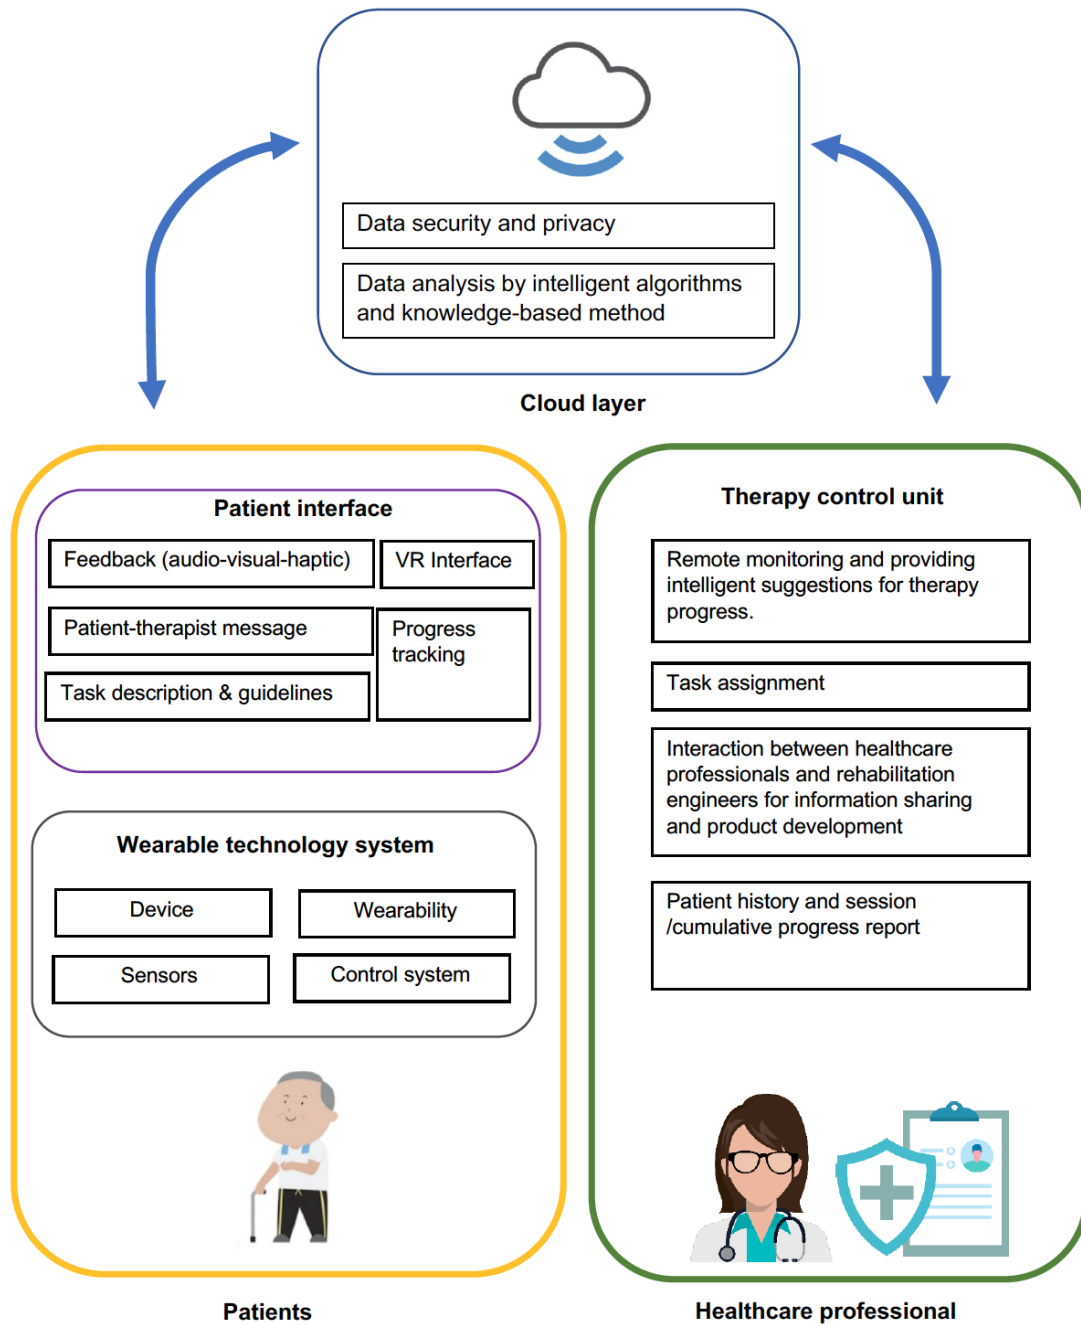 Data security and privacy
Data analysis by intelligent algorithms
and knowledge-based method
Cloud layer
Patient interface
Feedback (audio-visual-haptic)
VR Interface
Patient-therapist message
Progress
tracking
Task description & guidelines
Wearable technology system
Device
Wearability
Sensors
Control system
Patients
Therapy control unit
Remote monitoring and providing
intelligent suggestions for therapy
progress.
Task assignment
Interaction between healthcare
professionals and rehabilitation
engineers for information sharing
and product development
Patient history and session
/cumulative progress report
Healthcare professional